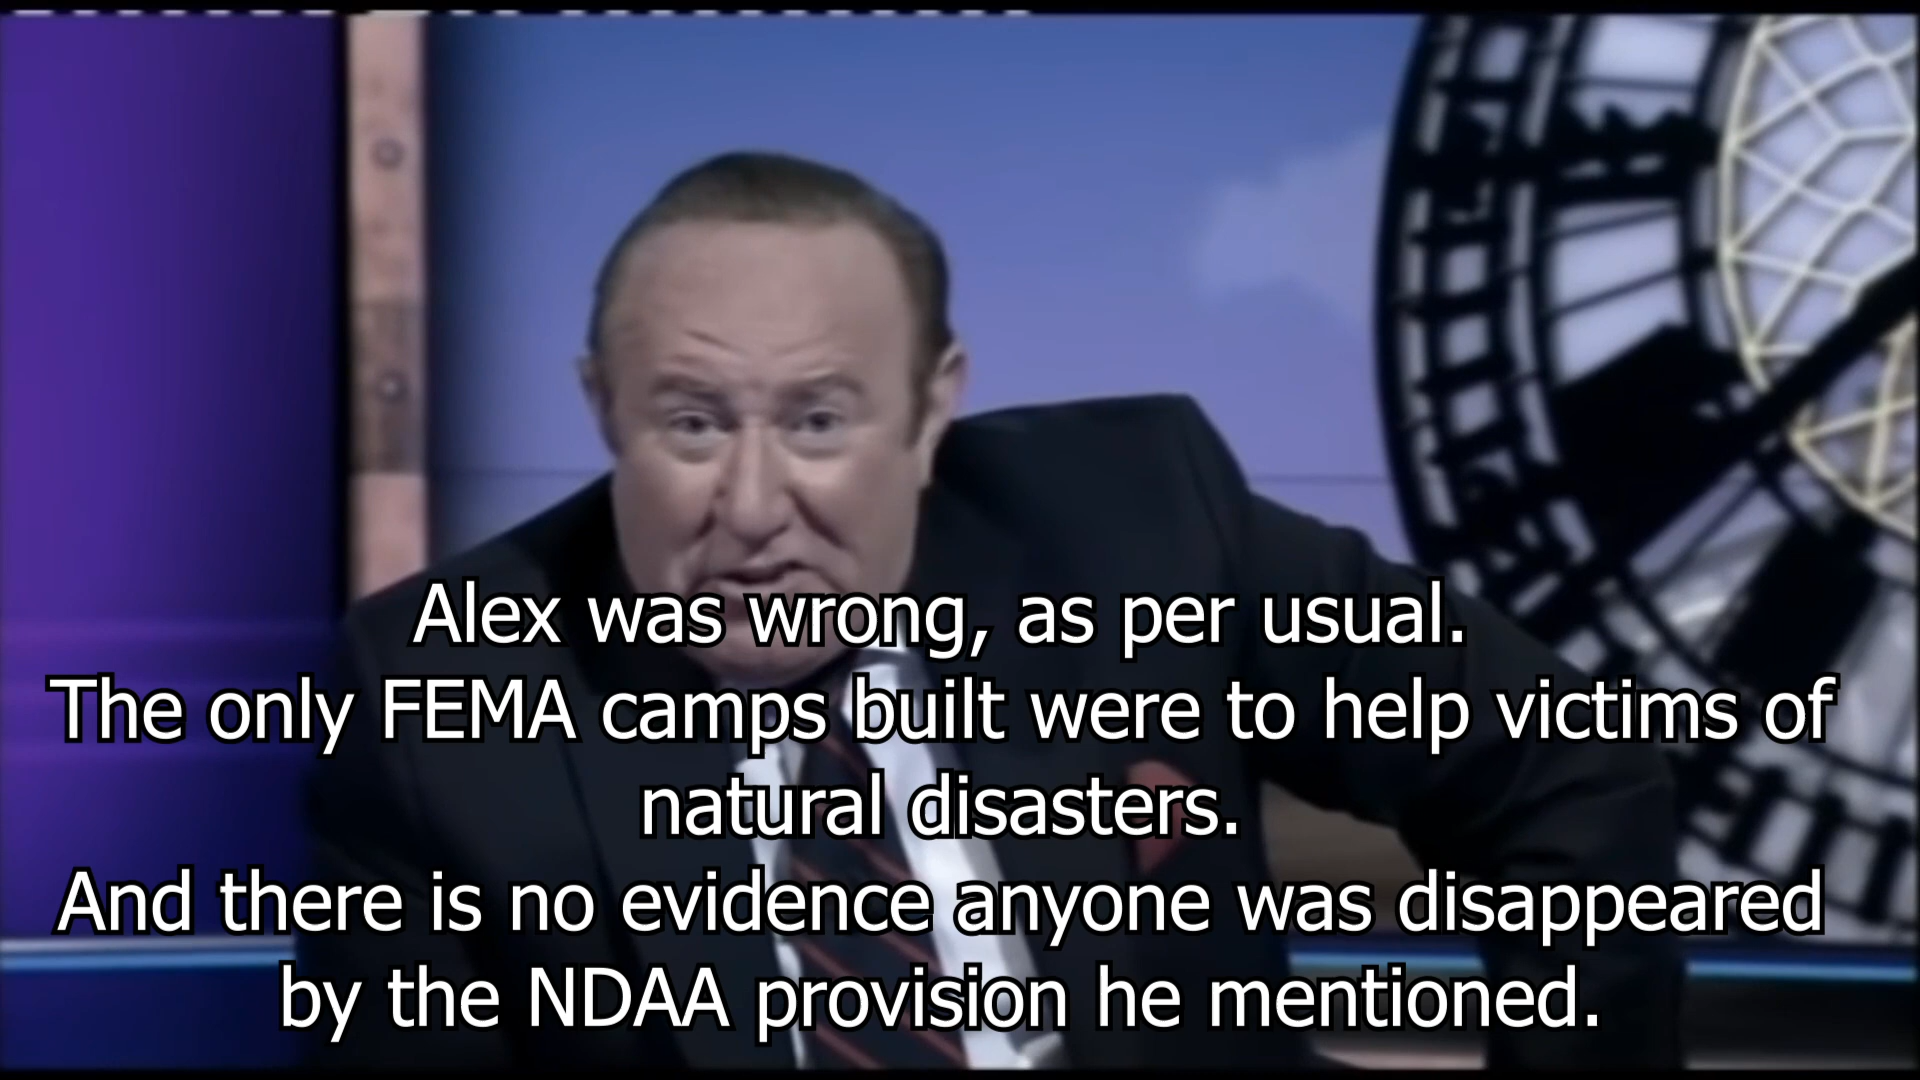 Alex was wrong, as per usual.
The only FEMA camps built were to help victims of
natural disasters.
And there is no evidence anyone was disappeared
by the NDAA provision he mentioned.